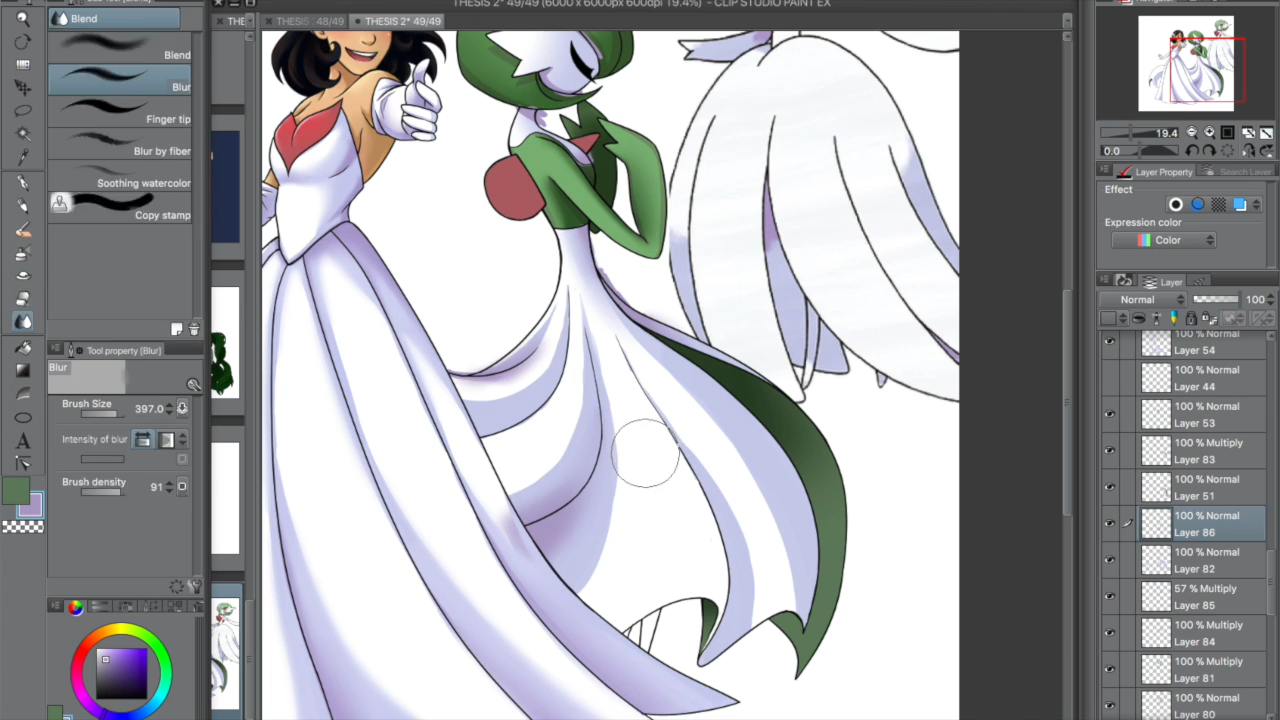 THESIS 2* 49/49 (6000 x 6000px 600dpi 19.4%) - CLIP STUDIO PAINT EX
Blend
THE
THESIS : 48/49
THESIS 2* 49/49
Blend
Blur
Finger tip
Blur by fiber
Soothing watercolor
Copy stamp
Tool property [Blur]
Blur
Brush Size
397.0
Intensity of blur
Brush density
91
19.4
0.0
Layer Property
Search Layer
Effect
Expression color
Color
Layer
Normal
100
100 % Normal
Layer 54
100 % Normal
Layer 44
100 % Normal
Layer 53
100 % Multiply
Layer 83
100 % Normal
Layer 51
100 % Normal
Layer 86
100 % Normal
Layer 82
57 % Multiply
Layer 85
100 % Multiply
Layer 84
100 % Multiply
Layer 81
100 % Normal
Layer 80